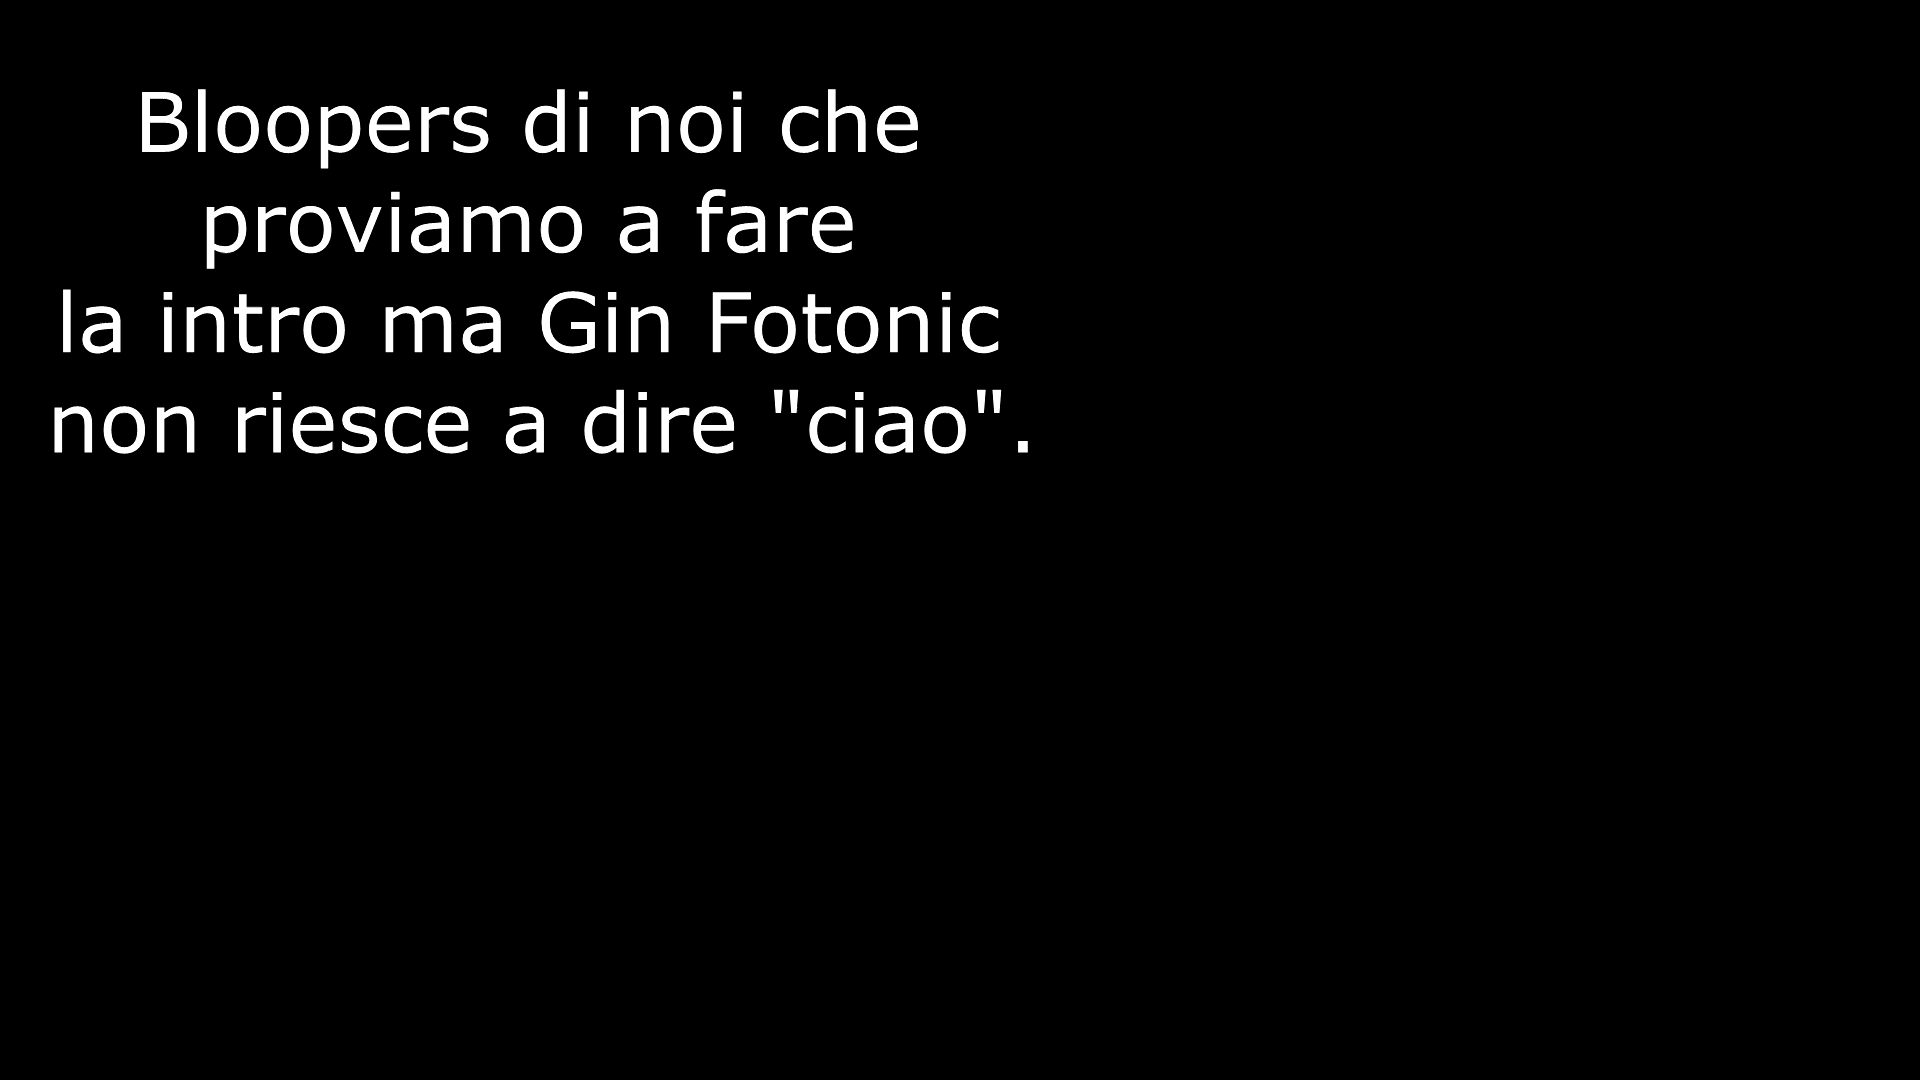 Bloopers di noi che
proviamo a fare
la intro ma Gin Fotonic
non riesce a dire "ciao".